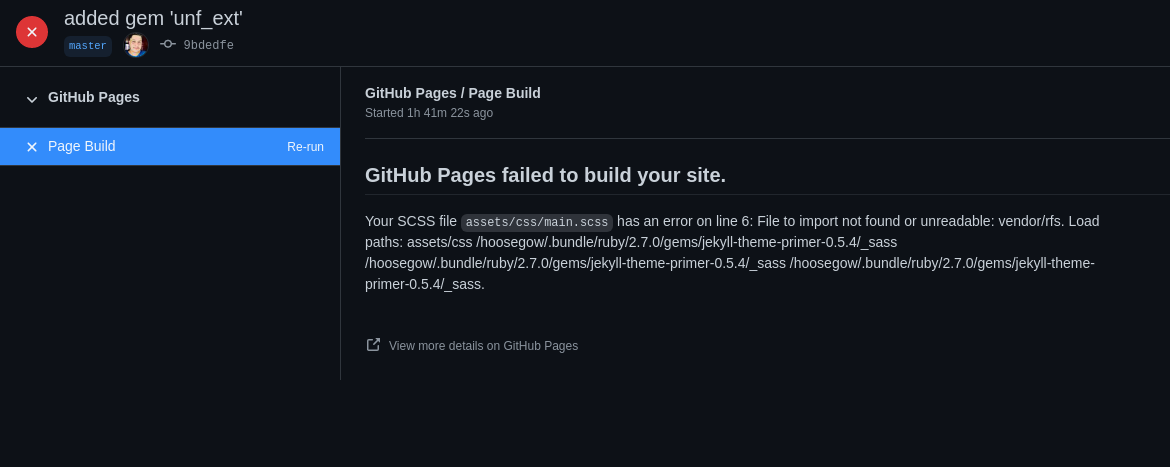 added gem 'unf_ext'
master 9bdedfe
GitHub Pages
Page Build Re-run
GitHub Pages / Page Build
Started 1h 41m 22s ago
GitHub Pages failed to build your site.
Your SCSS file assets/css/main.scss has an error on line 6: File to import not found or unreadable: vendor/rfs. Load
paths: assets/css /hoosegow/.bundle/ruby/2.7.0/gems/jekyll-theme-primer-0.5.4/_sass
/hoosegow/.bundle/ruby/2.7.0/gems/jekyll-theme-primer-0.5.4/_sass /hoosegow/.bundle/ruby/2.7.0/gems/jekyll-theme-
primer-0.5.4/_sass.
View more details on GitHub Pages